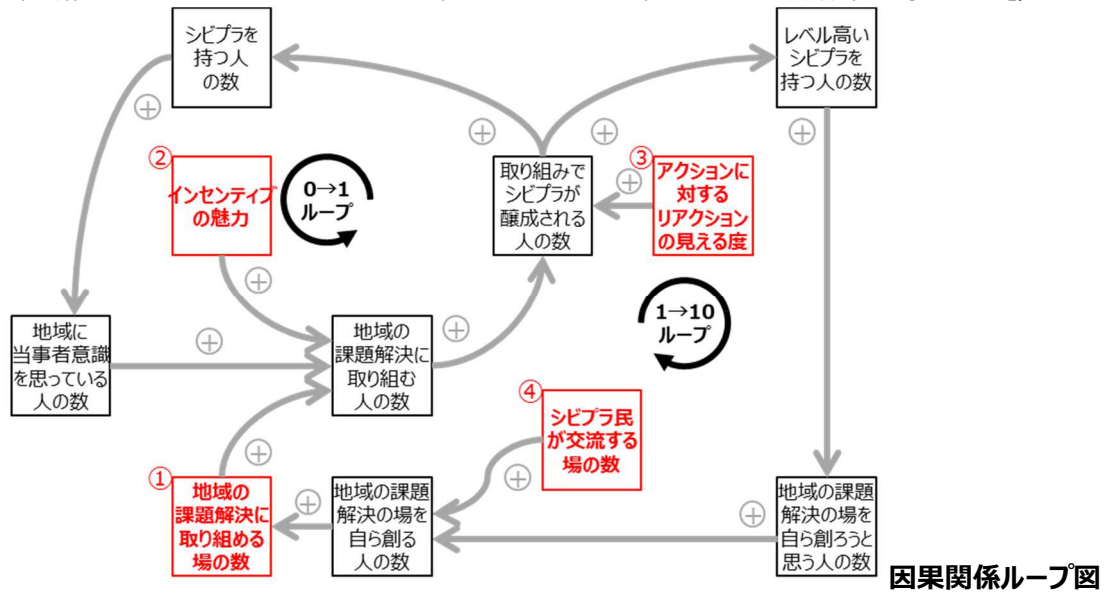 シビプラを
持つ人
の数
レベル高い
シビプラを
持つ人の数
⊕
⊕
⊕
⊕
②
インセンティブ
の魅力
0→1
ループ
取り組みで
シビプラが
醸成される
人の数
⊕
③
アクションに
対する
リアクション
の見える度
⊕
1→10
ループ
地域に
当事者意識
を思っている
人の数
⊕
地域の
課題解決に
取り組む
人の数
⊕
④
シビプラ民
が交流する
場の数
⊕
①
地域の
課題解決に
取り組める
場の数
⊕
地域の課題
解決の場を
自ら創る
人の数
⊕
⊕
地域の課題
解決の場を
自ら創ろうと
思う人の数
因果関係ループ図